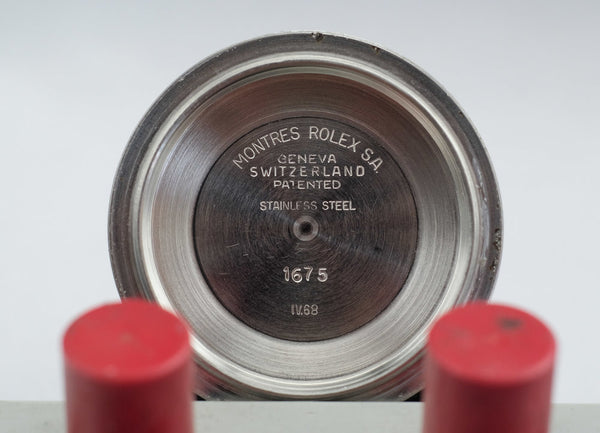 MONTRES ROLEX S.A.
GENEVA
SWITZERLAND
PATENTED
STAINLESS STEEL
1675
IV.68